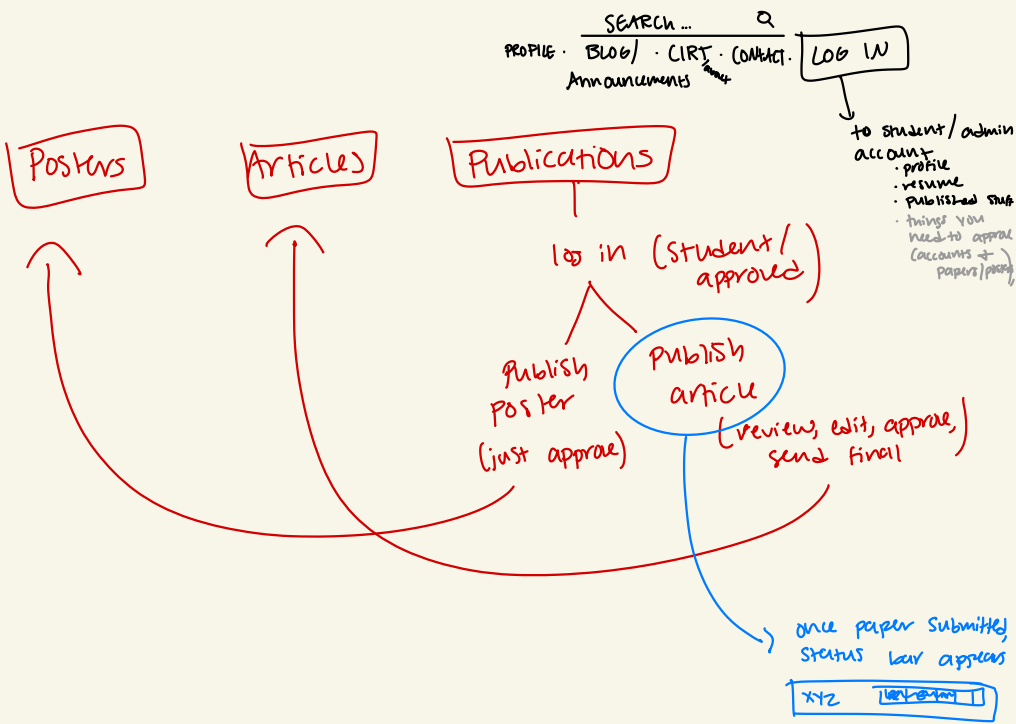 SEARCH...
PROFILE · BLOG/ · CIRT · CONTACT · LOG IN
Announcements
to student/admin
account
· profile
· resume
· published stuff
· things you
need to approve
(accounts +
papers/posters)
Posters
Articles
Publications
log in (student/
approved)
Publish
poster
(just approve)
Publish
article
(review, edit, approve,
send final)
once paper submitted,
status bar appears
XYZ